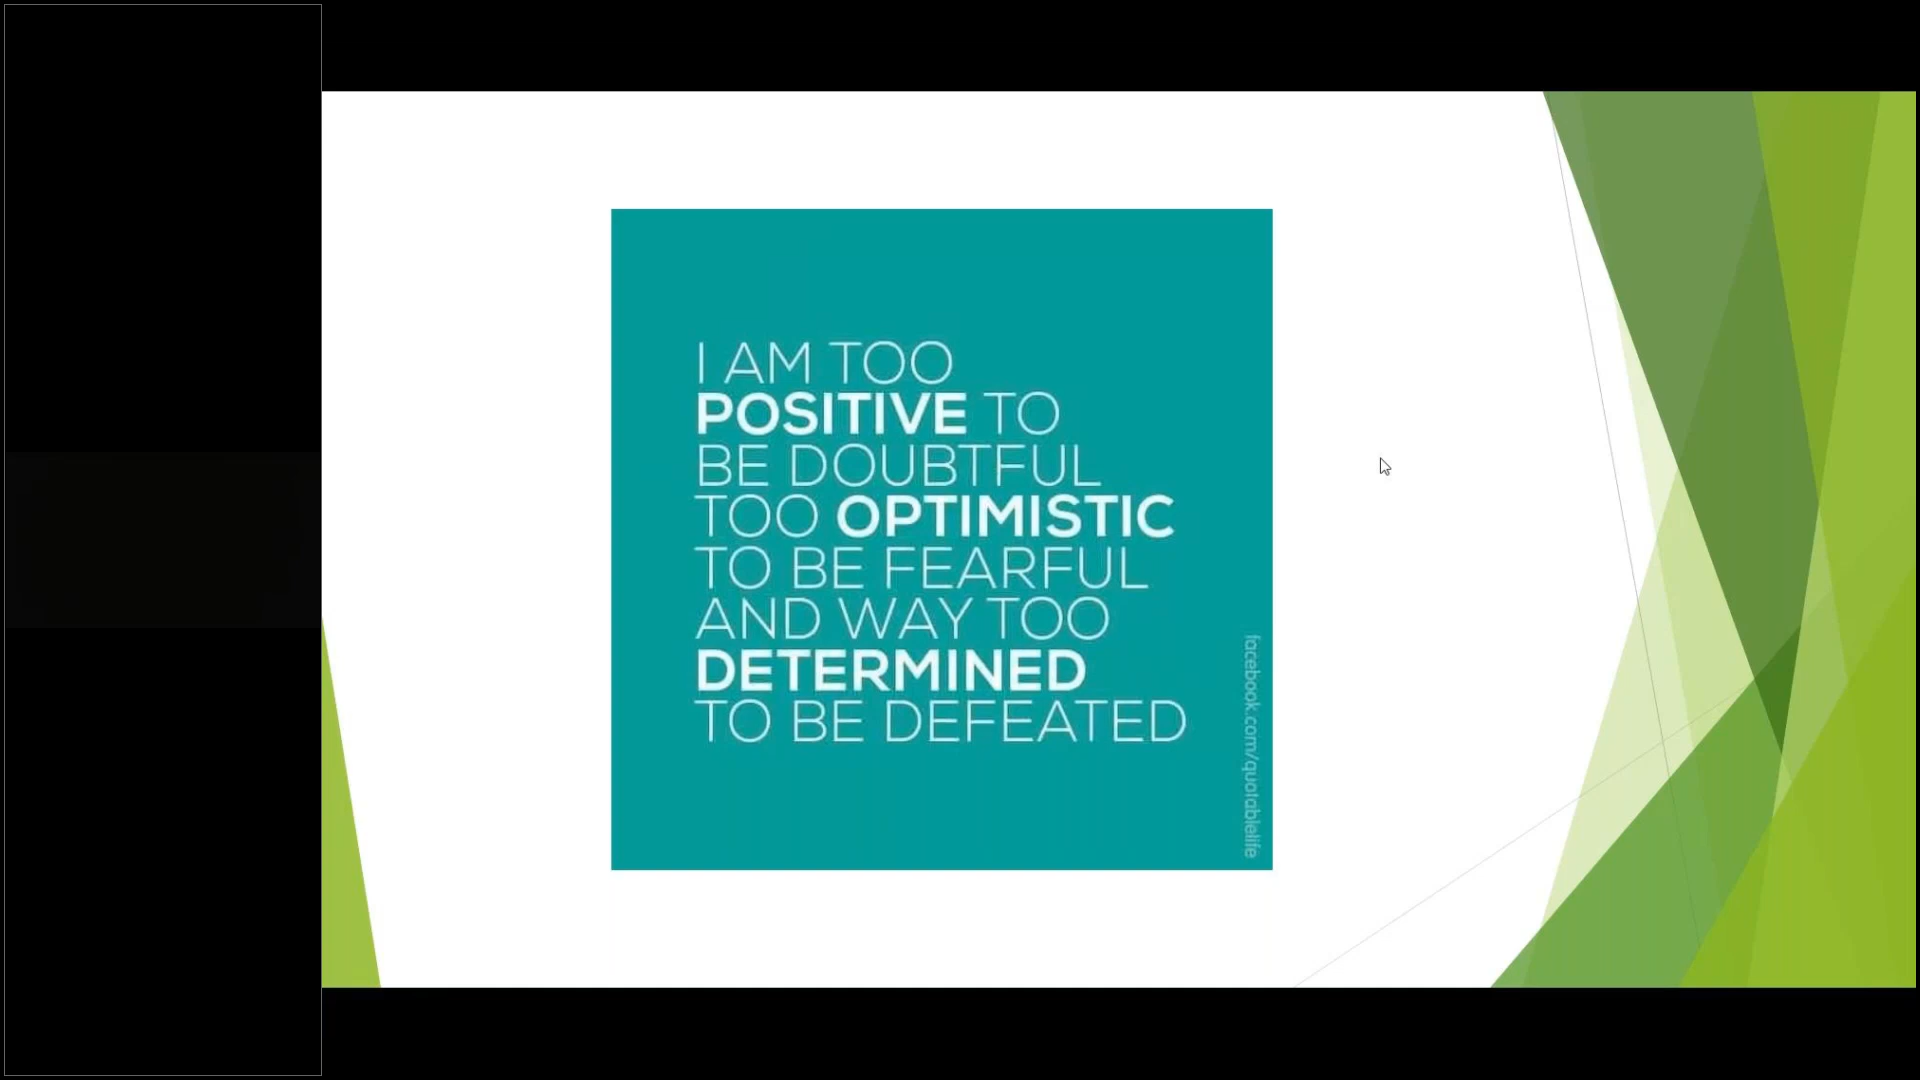 I AM TOO
POSITIVE TO
BE DOUBTFUL
TOO OPTIMISTIC
TO BE FEARFUL
AND WAY TOO
DETERMINED
TO BE DEFEATED
facebook.com/quotablelife